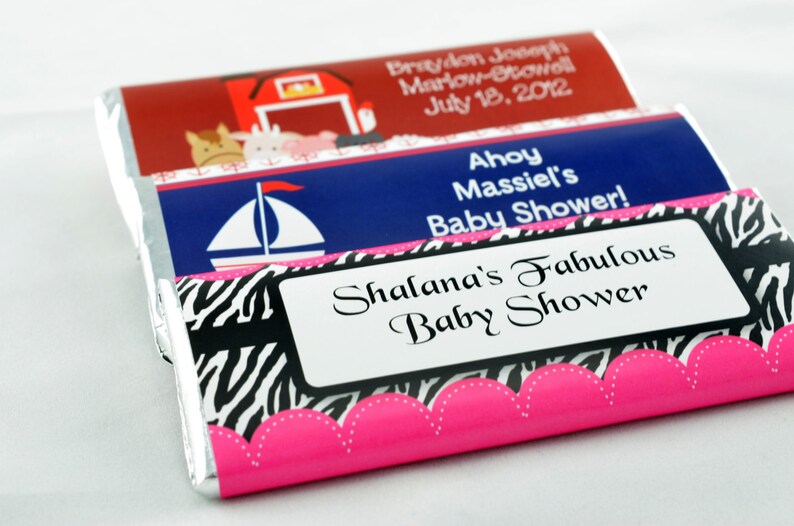 Braydon Joseph
Marlow-Stowell
July 18, 2012
Ahoy
Massiel's
Baby Shower!
Shalana's Fabulous
Baby Shower